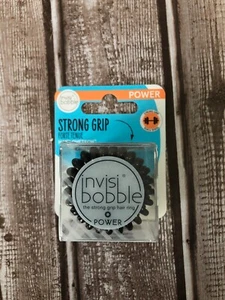 POWER
STRONG GRIP
invisi
bobble
the strong grip hair ring
POWER